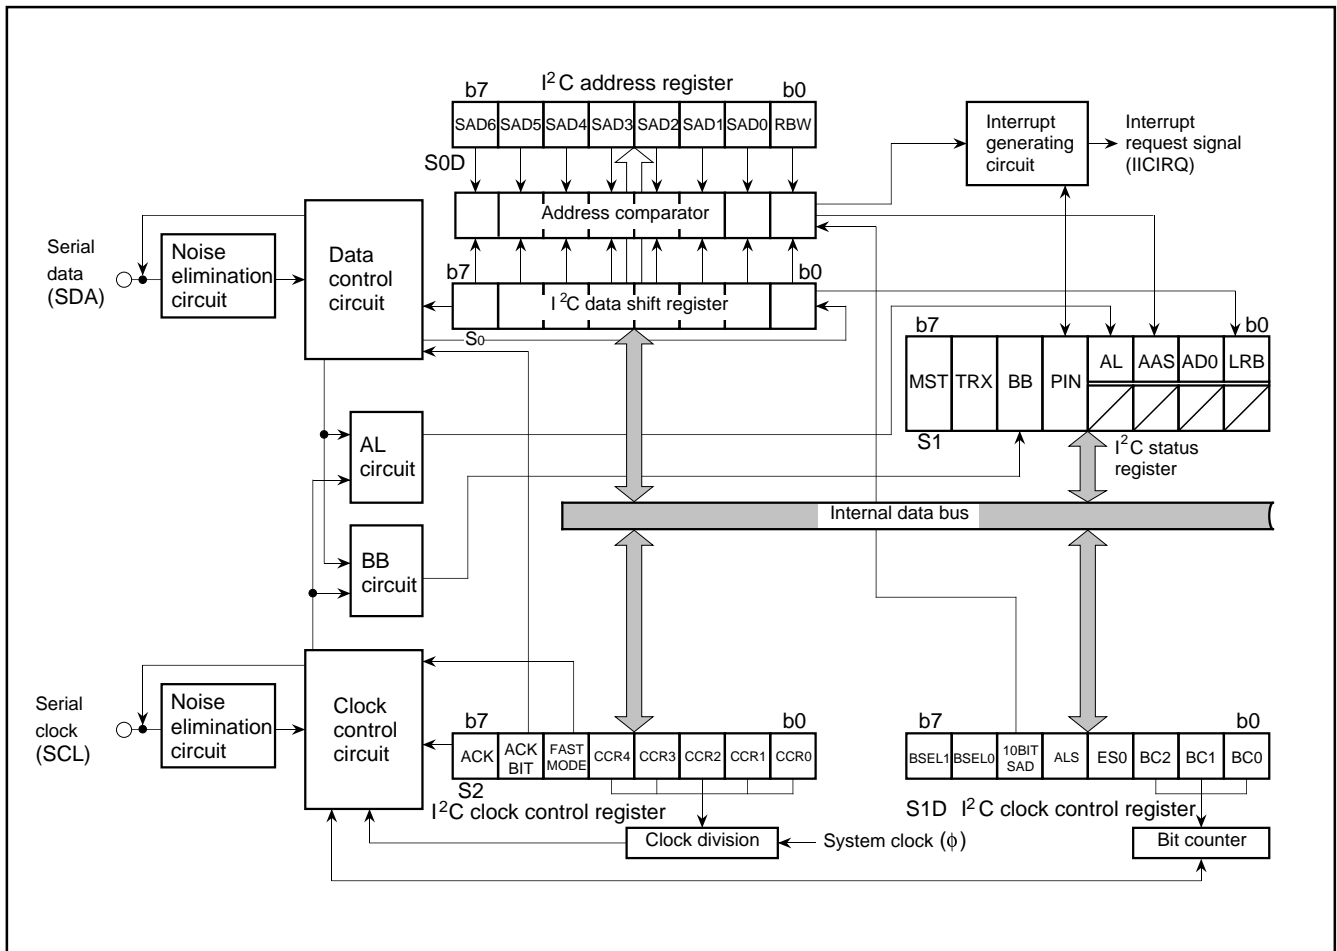 I²C address register
b7 b0
SAD6 SAD5 SAD4 SAD3 SAD2 SAD1 SAD0 RBW
S0D
Address comparator
b7 b0
I²C data shift register
S0
Interrupt
generating
circuit
Interrupt
request signal
(IICIRQ)
Serial
data
(SDA)
Noise
elimination
circuit
Data
control
circuit
b7 b0
MST TRX BB PIN AL AAS AD0 LRB
S1
I²C status
register
AL
circuit
Internal data bus
BB
circuit
Serial
clock
(SCL)
Noise
elimination
circuit
Clock
control
circuit
b7 b0
ACK ACK BIT FAST MODE CCR4 CCR3 CCR2 CCR1 CCR0
S2
I²C clock control register
b7 b0
BSEL1 BSEL0 10BIT SAD ALS ES0 BC2 BC1 BC0
S1D I²C clock control register
Clock division
System clock (φ)
Bit counter